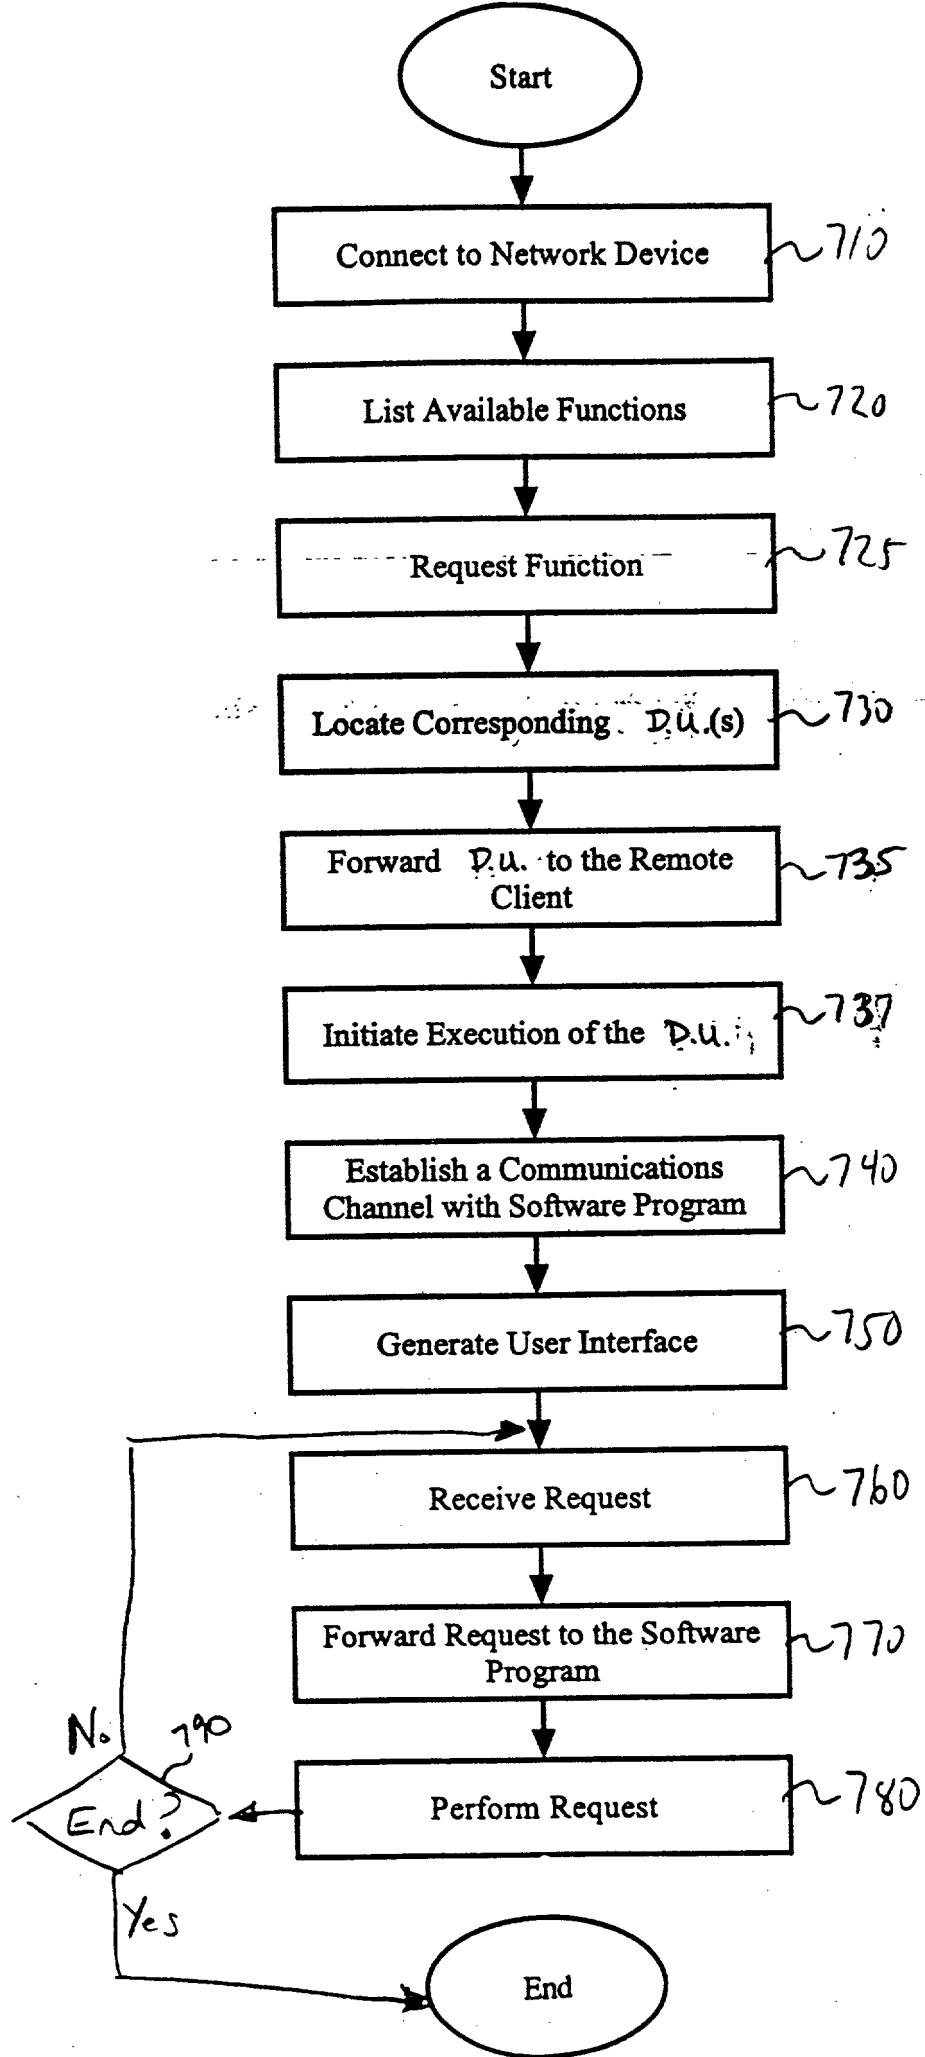 Start
Connect to Network Device
710
List Available Functions
720
Request Function
725
Locate Corresponding D.U.(s)
730
Forward D.U. to the Remote
Client
735
Initiate Execution of the D.U.
737
Establish a Communications
Channel with Software Program
740
Generate User Interface
750
Receive Request
760
Forward Request to the Software
Program
770
No
790
End?
Perform Request
780
Yes
End